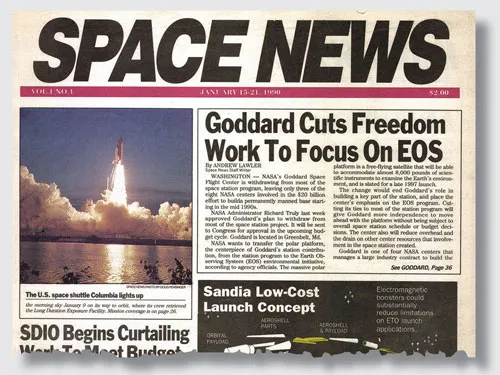 SPACE NEWS
VOL.1 NO.1
JANUARY 15-21, 1990
$2.00
SPACE NEWS PHOTO BY DOUG PENSINGER
The U.S. space shuttle Columbia lights up
the morning sky January 9 on its way to orbit, where its crew retrieved
the Long Duration Exposure Facility. Mission coverage is on page 26.
SDIO Begins Curtailing
Work To Meet Budget
Goddard Cuts Freedom
Work To Focus On EOS
By ANDREW LAWLER
Space News Staff Writer
WASHINGTON — NASA's Goddard Space
Flight Center is withdrawing from most of the
space station program, leaving only three of the
eight NASA centers involved in the $20 billion
effort to build a permanently manned base starting
in the mid 1990s.
NASA Administrator Richard Truly last week
approved Goddard's plan to withdraw from
most of the space station project. It will be sent
to Congress for approval in the upcoming budget
cycle. Goddard is located in Greenbelt, Md.
NASA wants to transfer the polar platform,
the centerpiece of Goddard's station contribution,
from the station program to the Earth Observing
System (EOS) environmental initiative,
according to agency officials. The massive polar
platform is a free-flying satellite that will be able
to accommodate almost 8,000 pounds of scientific
instruments to examine the Earth's environment,
and is slated for a late 1997 launch.
The change would end Goddard's role in
building a key part of the station, and place the
center's emphasis on the EOS program. Cutting
its ties to most of the station program will
give Goddard more independence to move
ahead with the platform without being subject to
overall space station schedule or budget decisions.
The center also will reduce overhead and
the drain on other center resources that involvement
in the space station created.
Goddard is one of four NASA centers that
manages a large industry contract to build the
See GODDARD, Page 36
Sandia Low-Cost
Launch Concept
Electromagnetic
boosters could
substantially
reduce limitations
on ETO launch
applications.
ORBITAL
PAYLOAD
AEROSHELL
PARTS
AEROSHELL
& PAYLOAD